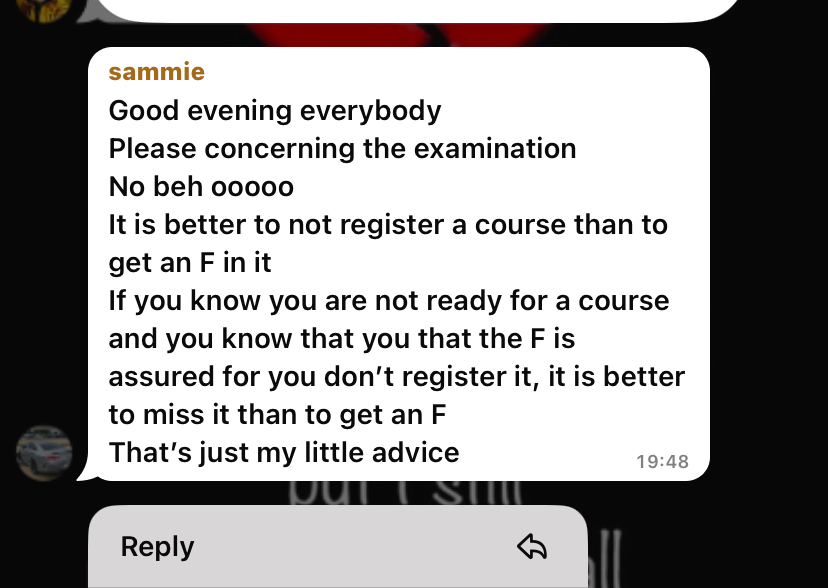 sammie
Good evening everybody
Please concerning the examination
No beh ooooo
It is better to not register a course than to
get an F in it
If you know you are not ready for a course
and you know that you that the F is
assured for you don’t register it, it is better
to miss it than to get an F
That’s just my little advice
19:48
but I still
Reply
all